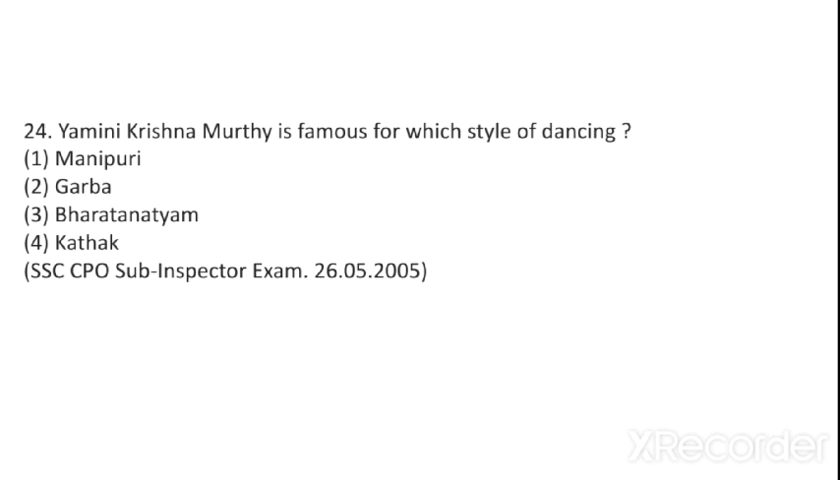 24. Yamini Krishna Murthy is famous for which style of dancing ?
(1) Manipuri
(2) Garba
(3) Bharatanatyam
(4) Kathak
(SSC CPO Sub-Inspector Exam. 26.05.2005)
XRecorder